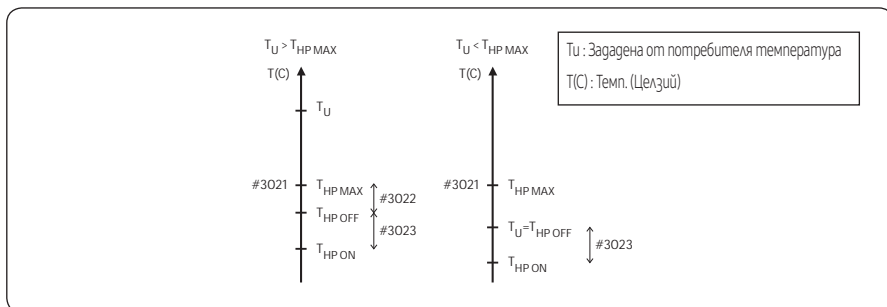 T_U > T_HP MAX
T(C)
T_U
#3021
T_HP MAX
#3022
T_HP OFF
#3023
T_HP ON
T_U < T_HP MAX
T(C)
#3021
T_HP MAX
T_U=T_HP OFF
#3023
T_HP ON
Tu : Зададена от потребителя температура
T(C) : Темп. (Целзий)